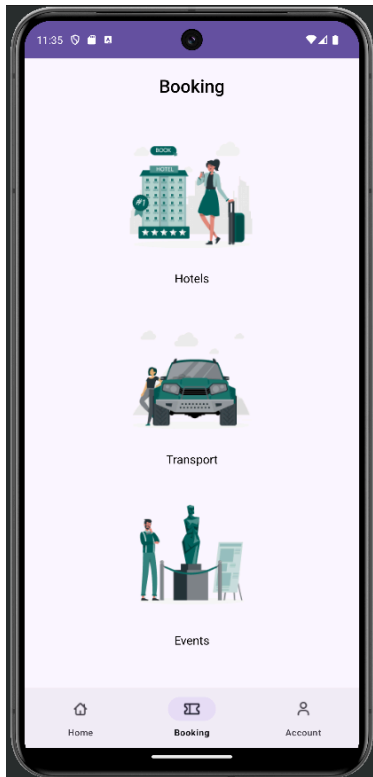 11:35
Booking
BOOK
HOTEL
#1
Hotels
Transport
Events
Home
Booking
Account